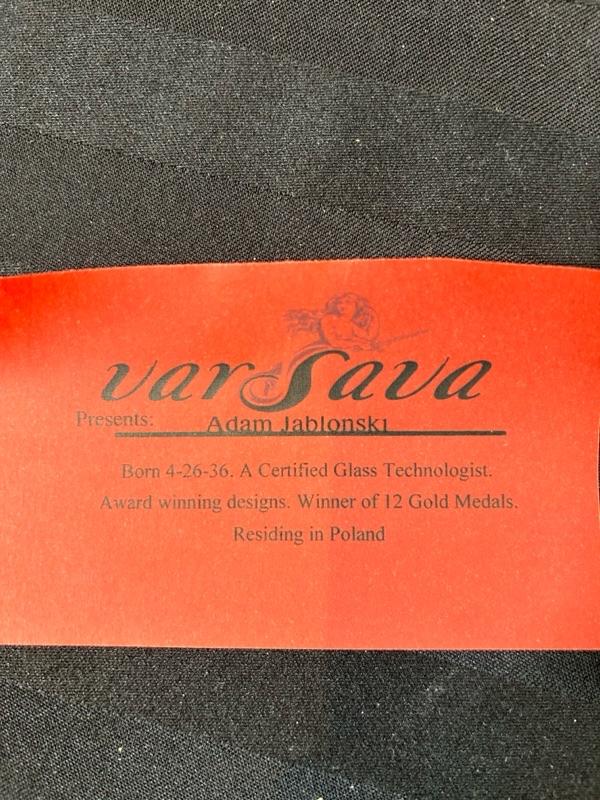 varSava
Presents: Adam Jablonski
Born 4-26-36. A Certified Glass Technologist.
Award winning designs. Winner of 12 Gold Medals.
Residing in Poland